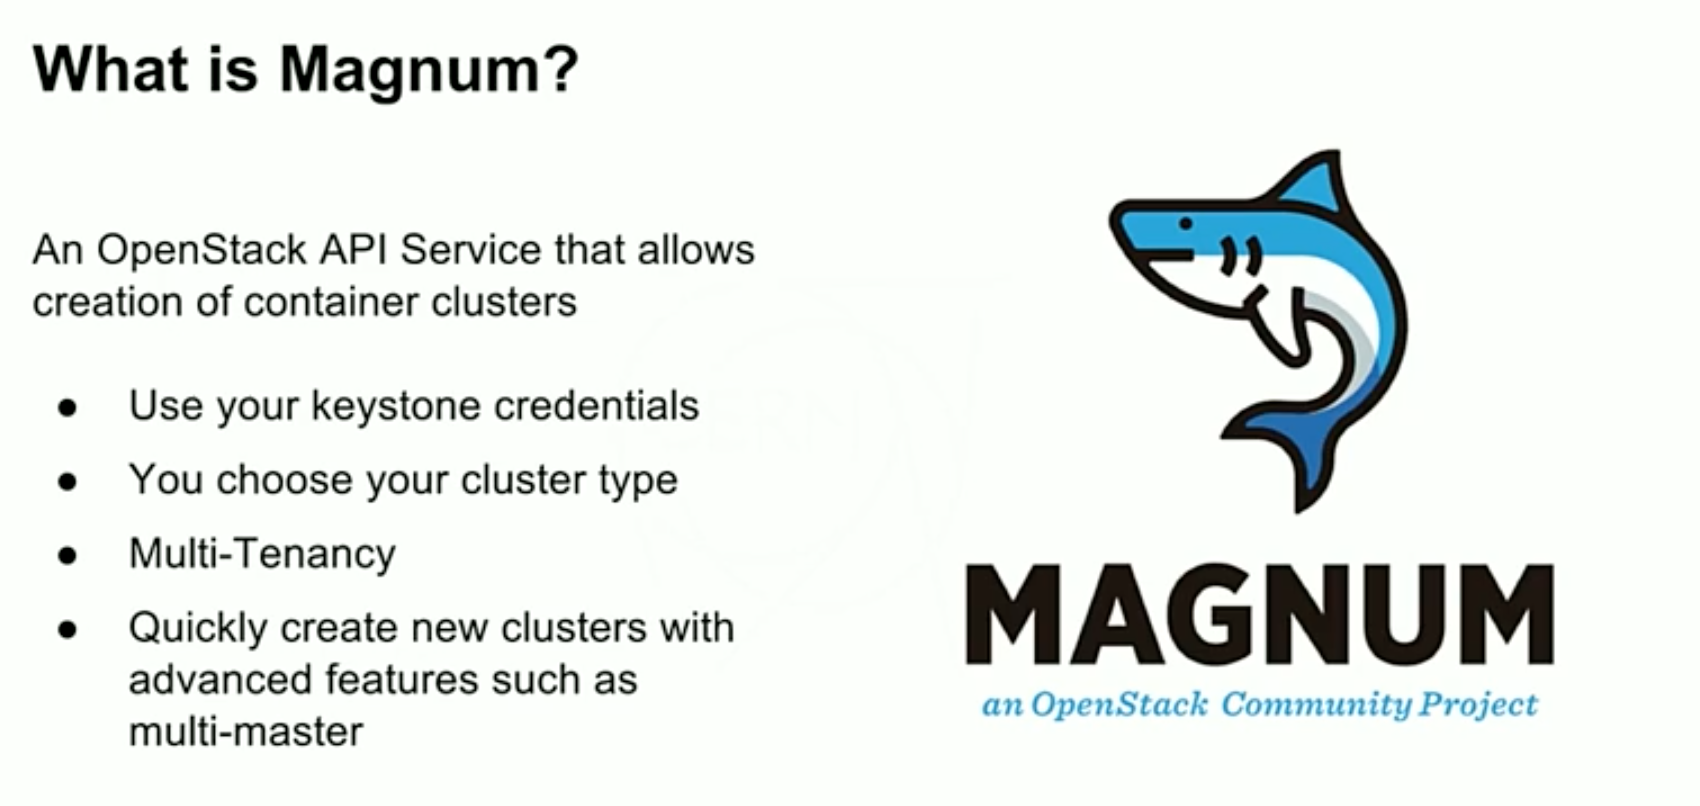 What is Magnum?
An OpenStack API Service that allows
creation of container clusters
● Use your keystone credentials
● You choose your cluster type
● Multi-Tenancy
● Quickly create new clusters with
advanced features such as
multi-master
CERN
MAGNUM
an OpenStack Community Project